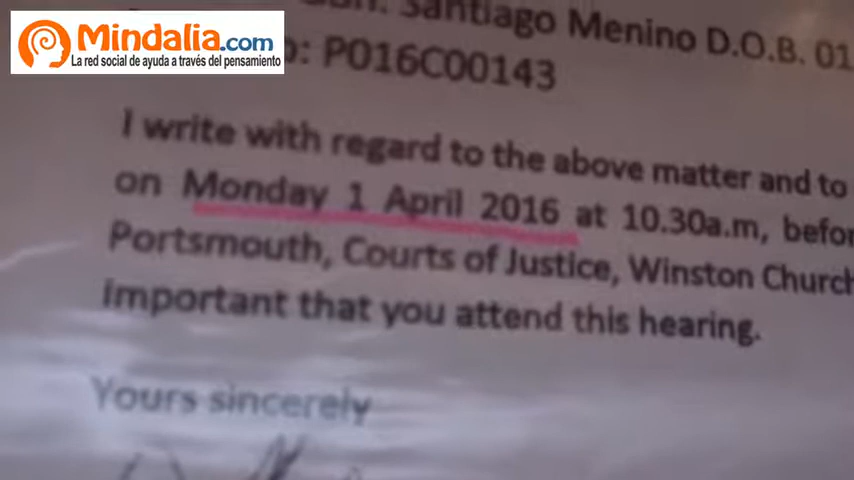 Mindalia.com
La red social de ayuda a través del pensamiento
Santiago Menino D.O.B. 01
: P016C00143
I write with regard to the above matter and to
on Monday 1 April 2016 at 10.30a.m, befor
Portsmouth, Courts of Justice, Winston Church
important that you attend this hearing.
Yours sincerely